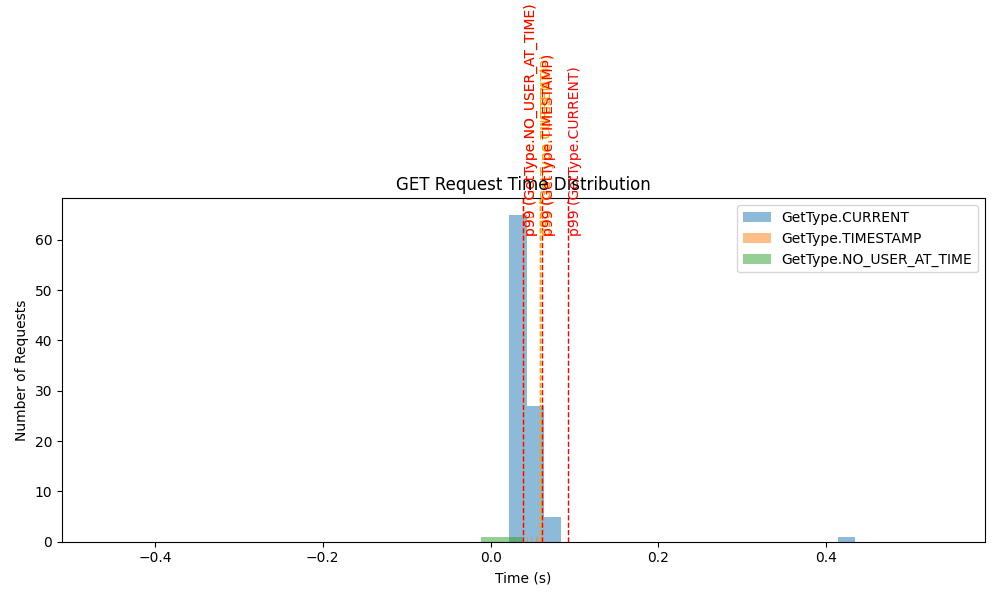 p99 (GetType.NO_USER_AT_TIME)
p99 (GetType.TIMESTAMP)
p99 (GetType.CURRENT)
GET Request Time Distribution
GetType.CURRENT
GetType.TIMESTAMP
GetType.NO_USER_AT_TIME
Number of Requests
60
50
40
30
20
10
0
−0.4
−0.2
0.0
0.2
0.4
Time (s)